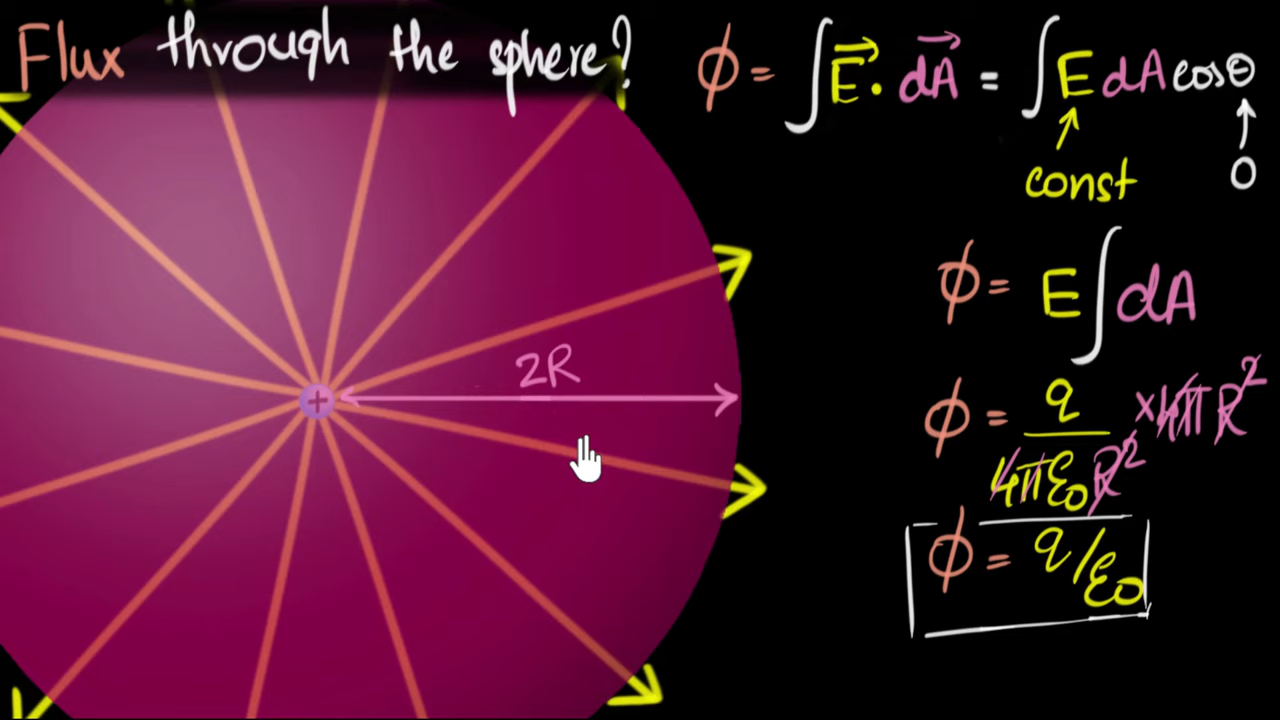 Flux through the sphere?
ϕ = ∫ E⃗ · dA⃗ = ∫ E dA cosθ
↑ ↑
const 0
ϕ = E ∫ dA
2R
ϕ = q / 4πε₀R² × 4πR²
+
ϕ = q/ε₀